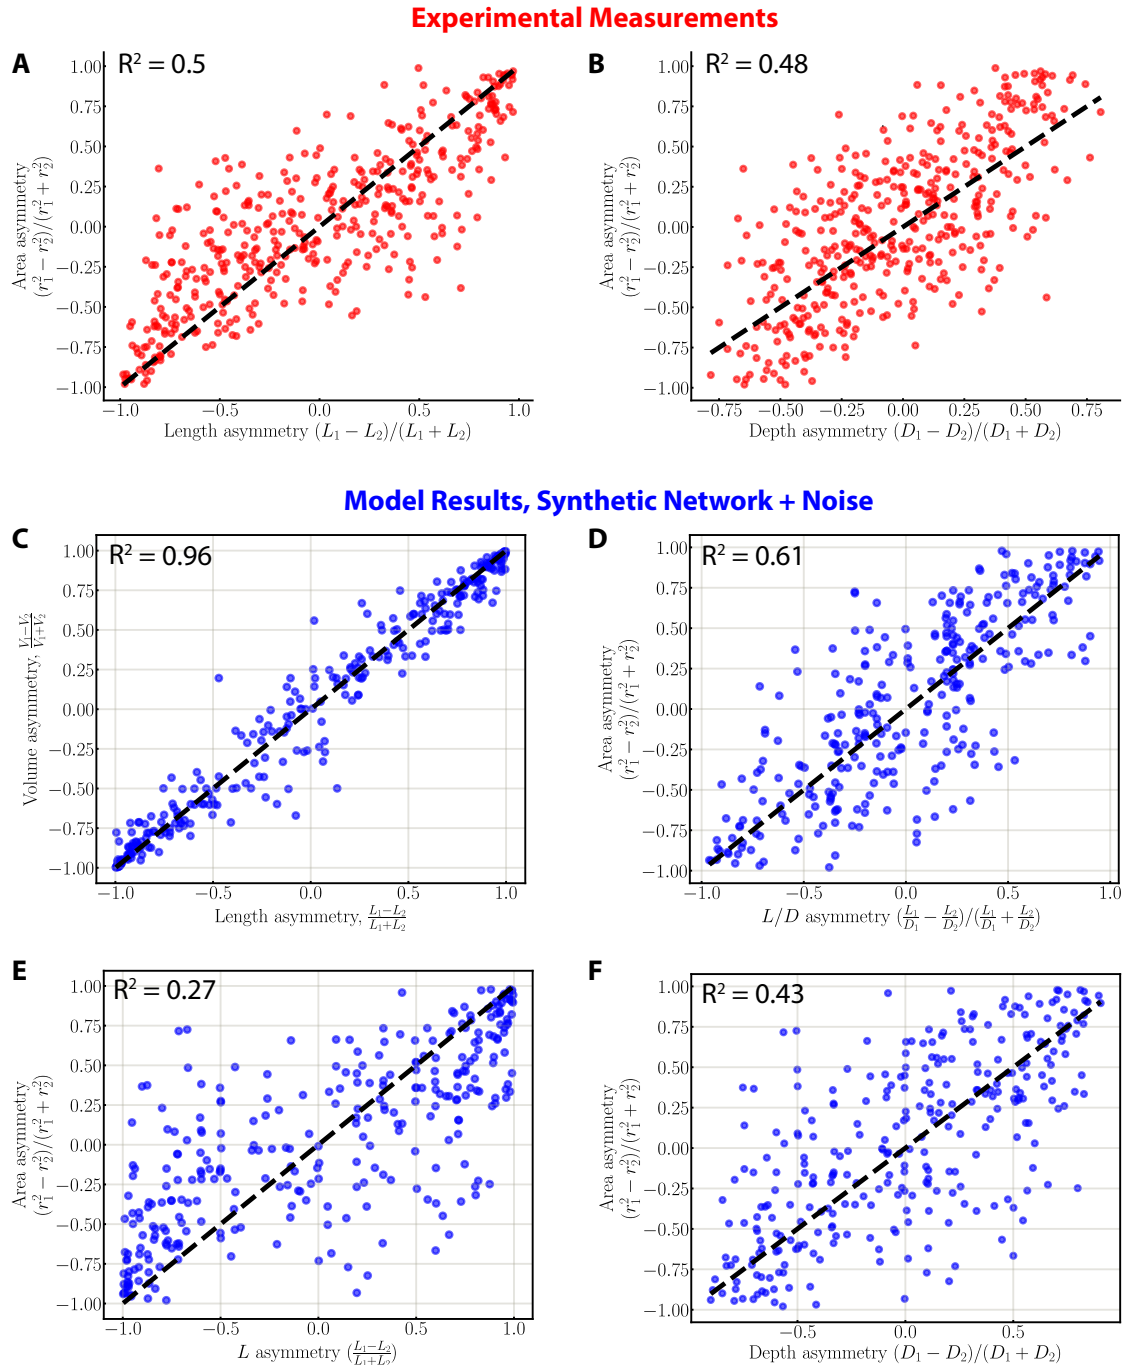 Experimental Measurements
A
R² = 0.5
1.00
0.75
0.50
0.25
0.00
−0.25
−0.50
−0.75
−1.00
Area asymmetry
(r₁² − r₂²)/(r₁² + r₂²)
−1.0 −0.5 0.0 0.5 1.0
Length asymmetry (L₁ − L₂)/(L₁ + L₂)
B
R² = 0.48
1.00
0.75
0.50
0.25
0.00
−0.25
−0.50
−0.75
−1.00
Area asymmetry
(r₁² − r₂²)/(r₁² + r₂²)
−0.75 −0.50 −0.25 0.00 0.25 0.50 0.75
Depth asymmetry (D₁ − D₂)/(D₁ + D₂)
Model Results, Synthetic Network + Noise
C
R² = 0.96
1.00
0.75
0.50
0.25
0.00
−0.25
−0.50
−0.75
−1.00
Volume asymmetry, V₁−V₂/V₁+V₂
−1.0 −0.5 0.0 0.5 1.0
Length asymmetry, L₁−L₂/L₁+L₂
D
R² = 0.61
1.00
0.75
0.50
0.25
0.00
−0.25
−0.50
−0.75
−1.00
Area asymmetry
(r₁² − r₂²)/(r₁² + r₂²)
−1.0 −0.5 0.0 0.5 1.0
L/D asymmetry (L₁/D₁ − L₂/D₂)/(L₁/D₁ + L₂/D₂)
E
R² = 0.27
1.00
0.75
0.50
0.25
0.00
−0.25
−0.50
−0.75
−1.00
Area asymmetry
(r₁² − r₂²)/(r₁² + r₂²)
−1.0 −0.5 0.0 0.5 1.0
L asymmetry (L₁−L₂/L₁+L₂)
F
R² = 0.43
1.00
0.75
0.50
0.25
0.00
−0.25
−0.50
−0.75
−1.00
Area asymmetry
(r₁² − r₂²)/(r₁² + r₂²)
−0.5 0.0 0.5
Depth asymmetry (D₁ − D₂)/(D₁ + D₂)